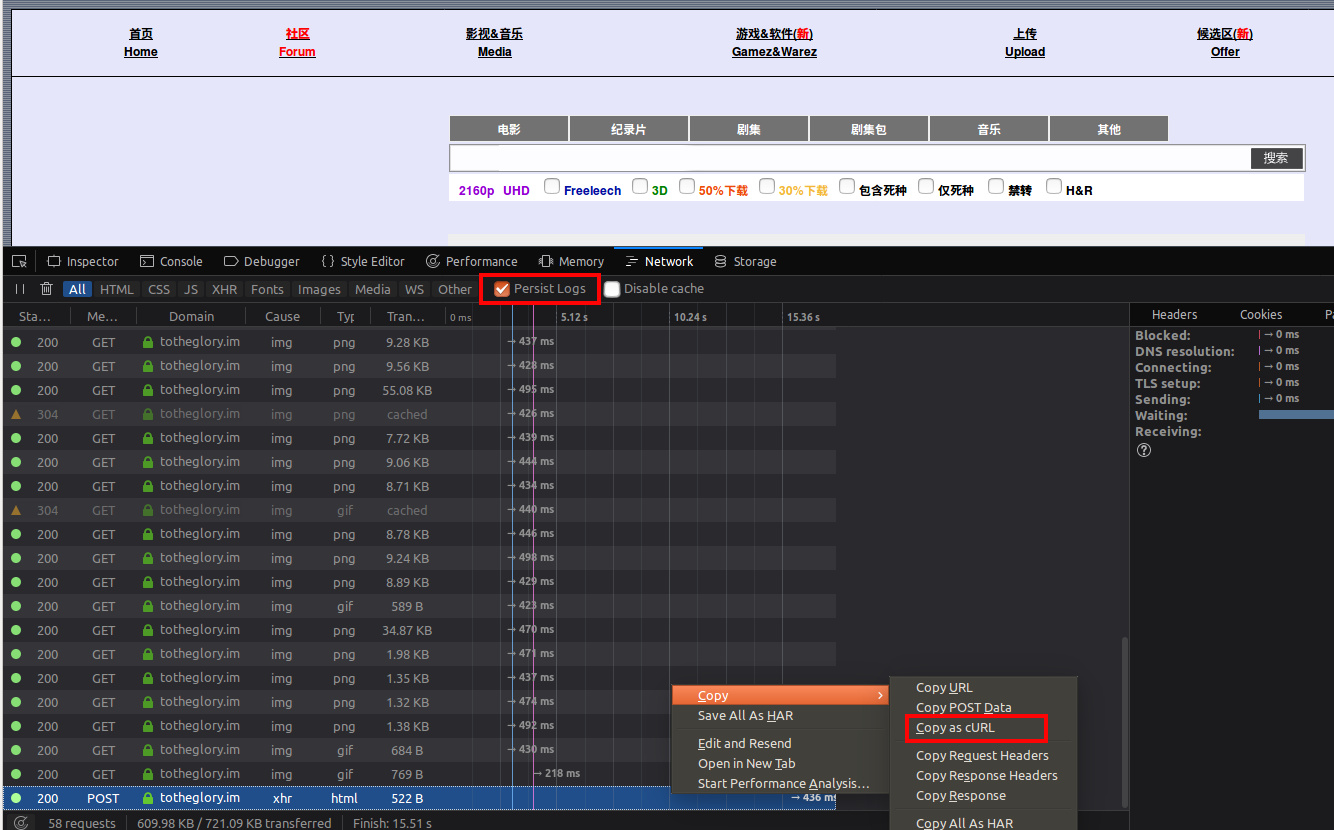 首页 社区 影视&音乐 游戏&软件(新) 上传 候选区(新)
Home Forum Media Gamez&Warez Upload Offer
电影 纪录片 剧集 剧集包 音乐 其他
搜索
2160p UHD Freeleech 3D 50%下载 30%下载 包含死种 仅死种 禁转 H&R
Inspector Console Debugger Style Editor Performance Memory Network Storage
All HTML CSS JS XHR Fonts Images Media WS Other Persist Logs Disable cache
Sta… Me… Domain Cause Typ Tran… 0 ms 5.12 s 10.24 s 15.36 s Headers Cookies
200 GET totheglory.im img png 9.28 KB → 437 ms
200 GET totheglory.im img png 9.56 KB → 428 ms
200 GET totheglory.im img png 55.08 KB → 495 ms
304 GET totheglory.im img png cached → 426 ms
200 GET totheglory.im img png 7.72 KB → 439 ms
200 GET totheglory.im img png 9.06 KB → 444 ms
200 GET totheglory.im img png 8.71 KB → 434 ms
304 GET totheglory.im img gif cached → 440 ms
200 GET totheglory.im img png 8.78 KB → 446 ms
200 GET totheglory.im img png 9.24 KB → 498 ms
200 GET totheglory.im img png 8.89 KB → 429 ms
200 GET totheglory.im img gif 589 B → 423 ms
200 GET totheglory.im img png 34.87 KB → 470 ms
200 GET totheglory.im img png 1.98 KB → 471 ms
200 GET totheglory.im img png 1.35 KB → 437 ms
200 GET totheglory.im img png 1.32 KB → 474 ms
200 GET totheglory.im img png 1.38 KB → 492 ms
200 GET totheglory.im img gif 684 B → 430 ms
200 GET totheglory.im img gif 769 B → 218 ms
200 POST totheglory.im xhr html 522 B → 436 ms
Blocked: → 0 ms
DNS resolution: → 0 ms
Connecting: → 0 ms
TLS setup: → 0 ms
Sending: → 0 ms
Waiting:
Receiving:
Copy
Save All As HAR
Edit and Resend
Open in New Tab
Start Performance Analysis…
Copy URL
Copy POST Data
Copy as cURL
Copy Request Headers
Copy Response Headers
Copy Response
Copy All As HAR
58 requests 609.98 KB / 721.09 KB transferred Finish: 15.51 s